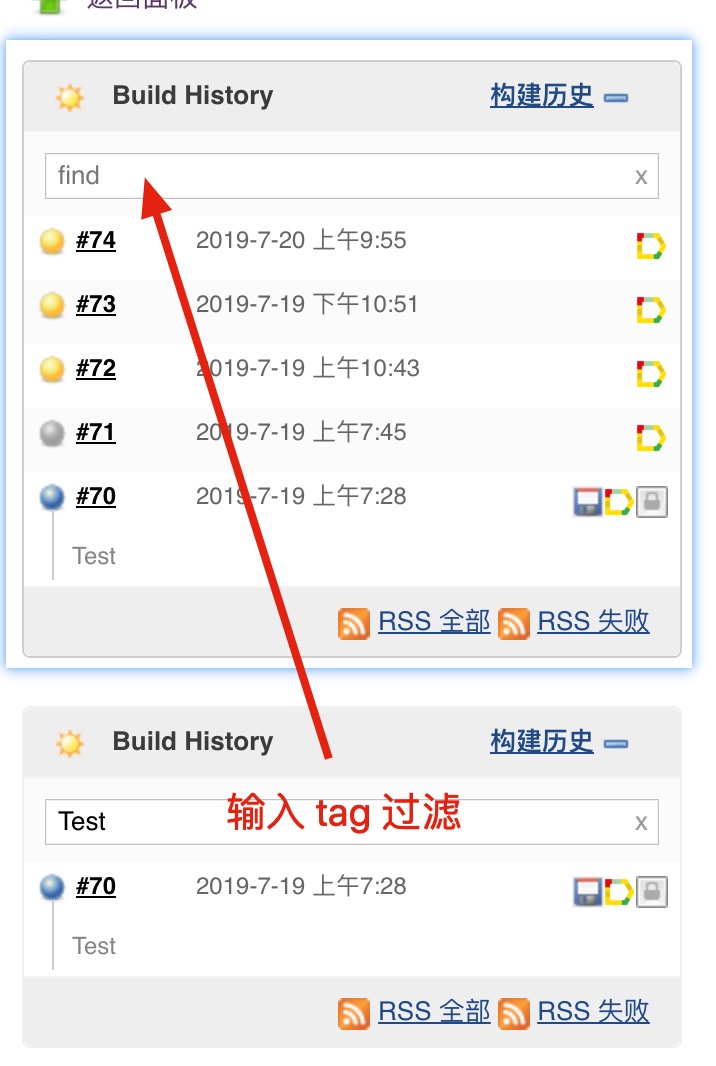 返回面板
Build History 构建历史
find x
#74 2019-7-20 上午9:55
#73 2019-7-19 下午10:51
#72 2019-7-19 上午10:43
#71 2019-7-19 上午7:45
#70 2019-7-19 上午7:28
Test
RSS 全部 RSS 失败
Build History 构建历史
输入 tag 过滤
Test x
#70 2019-7-19 上午7:28
Test
RSS 全部 RSS 失败